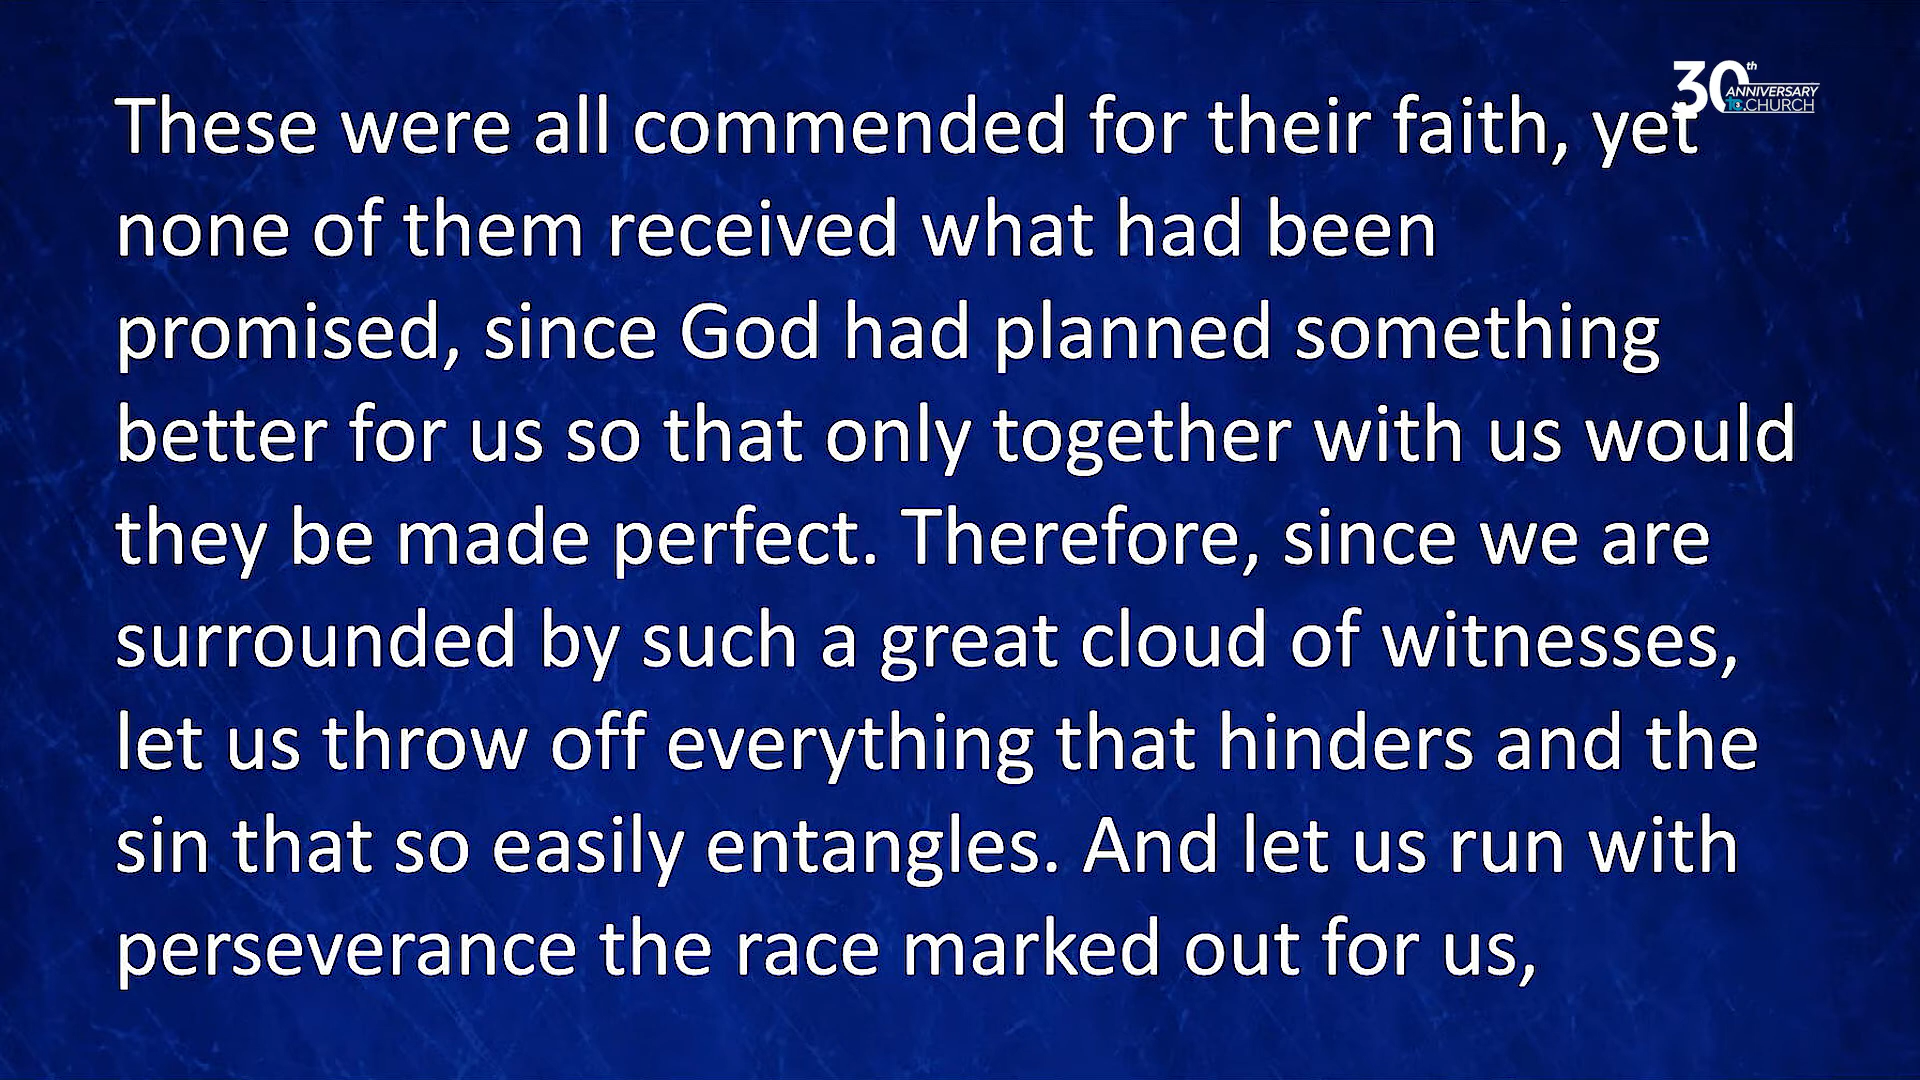 30th
ANNIVERSARY
.CHURCH
These were all commended for their faith, yet
none of them received what had been
promised, since God had planned something
better for us so that only together with us would
they be made perfect. Therefore, since we are
surrounded by such a great cloud of witnesses,
let us throw off everything that hinders and the
sin that so easily entangles. And let us run with
perseverance the race marked out for us,